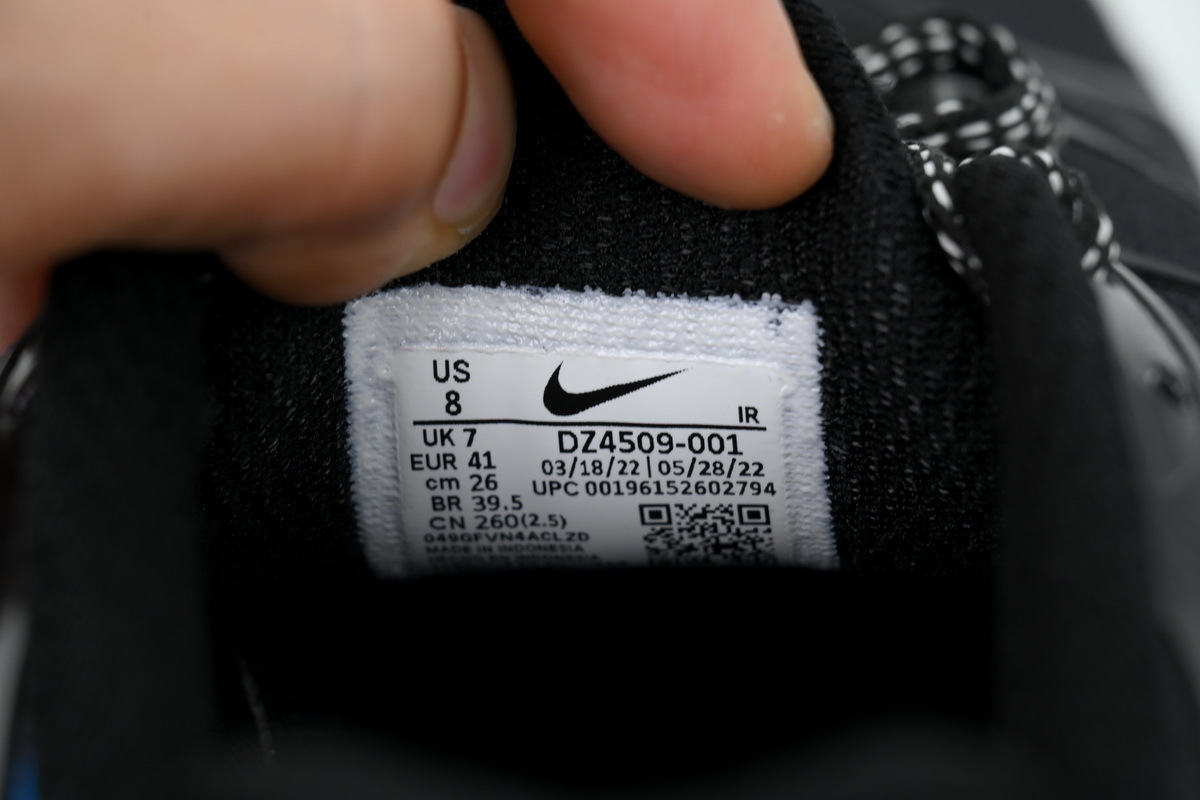 US
8
IR
UK 7
EUR 41
cm 26
BR 39.5
CN 260(2.5)
049GFVN4ACLZD
MADE IN INDONESIA
DZ4509-001
03/18/22 | 05/28/22
UPC 00196152602794